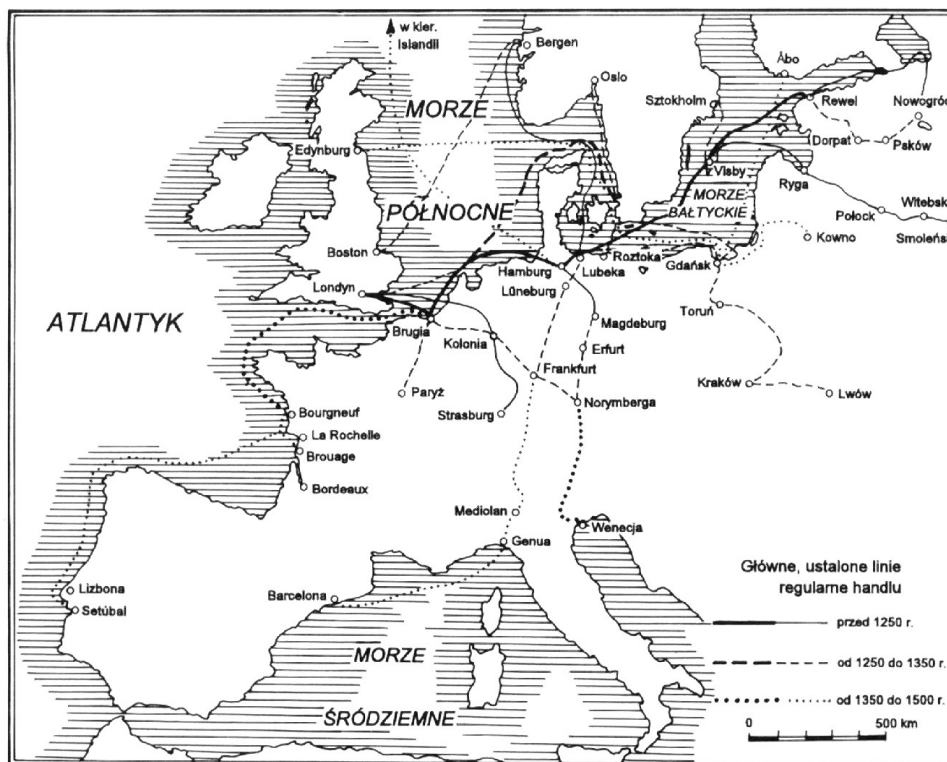 w kier.
Islandii
Bergen
Oslo
Åbo
MORZE
Sztokholm
Rewel
Nowogród
Edynburg
Dorpat
Psków
Visby
Ryga
MORZE
BAŁTYCKIE
PÓŁNOCNE
Witebsk
Połock
Smoleńsk
Kowno
Boston
Roztoka
Hamburg
Lubeka
Gdańsk
Londyn
Lüneburg
ATLANTYK
Toruń
Magdeburg
Brugia
Kolonia
Erfurt
Frankfurt
Kraków
Lwów
Paryż
Norymberga
Strasburg
Bourgneuf
La Rochelle
Brouage
Bordeaux
Mediolan
Wenecja
Genua
Główne, ustalone linie
regularne handlu
Lizbona
Barcelona
Setúbal
przed 1250 r.
MORZE
od 1250 do 1350 r.
od 1350 do 1500 r.
ŚRÓDZIEMNE
0 500 km